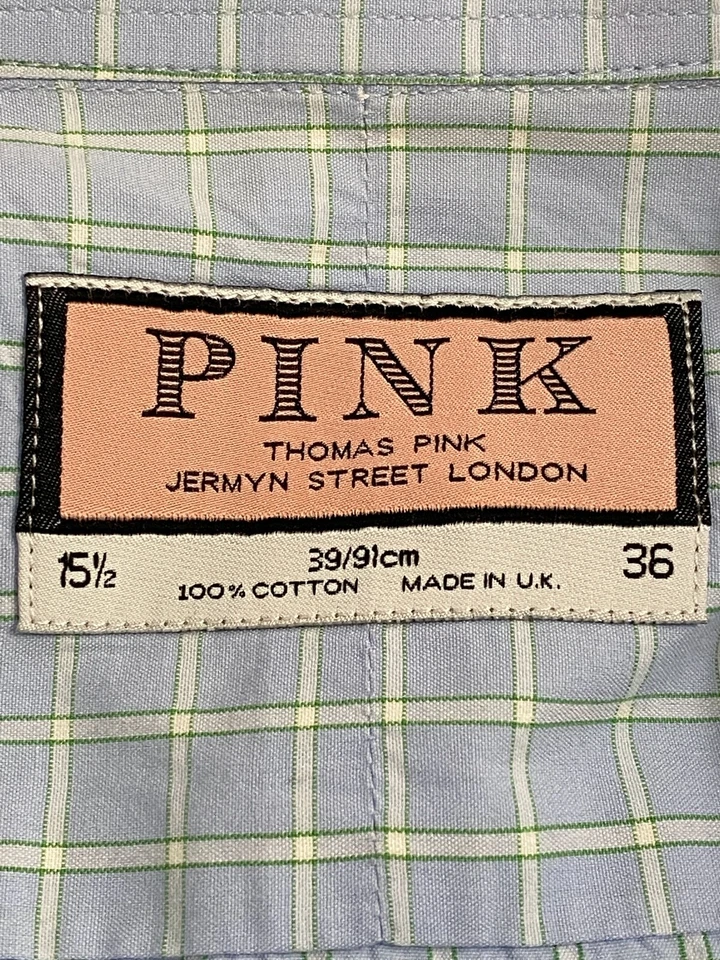 PINK
THOMAS PINK
JERMYN STREET LONDON
15½ 39/91cm 36
100% COTTON MADE IN U.K.